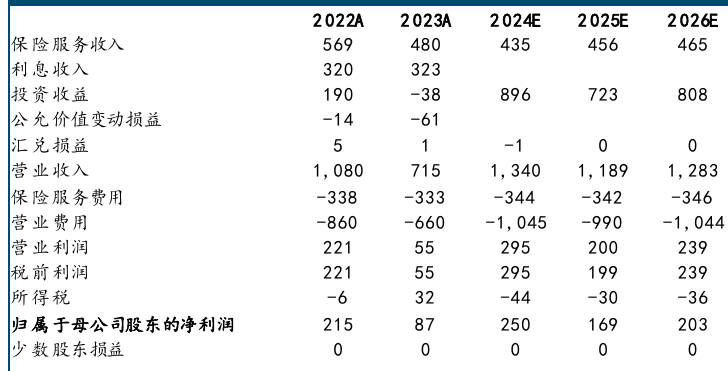 2022A 2023A 2024E 2025E 2026E
保险服务收入 569 480 435 456 465
利息收入 320 323
投资收益 190 -38 896 723 808
公允价值变动损益 -14 -61
汇兑损益 5 1 -1 0 0
营业收入 1,080 715 1,340 1,189 1,283
保险服务费用 -338 -333 -344 -342 -346
营业费用 -860 -660 -1,045 -990 -1,044
营业利润 221 55 295 200 239
税前利润 221 55 295 199 239
所得税 -6 32 -44 -30 -36
归属于母公司股东的净利润 215 87 250 169 203
少数股东损益 0 0 0 0 0